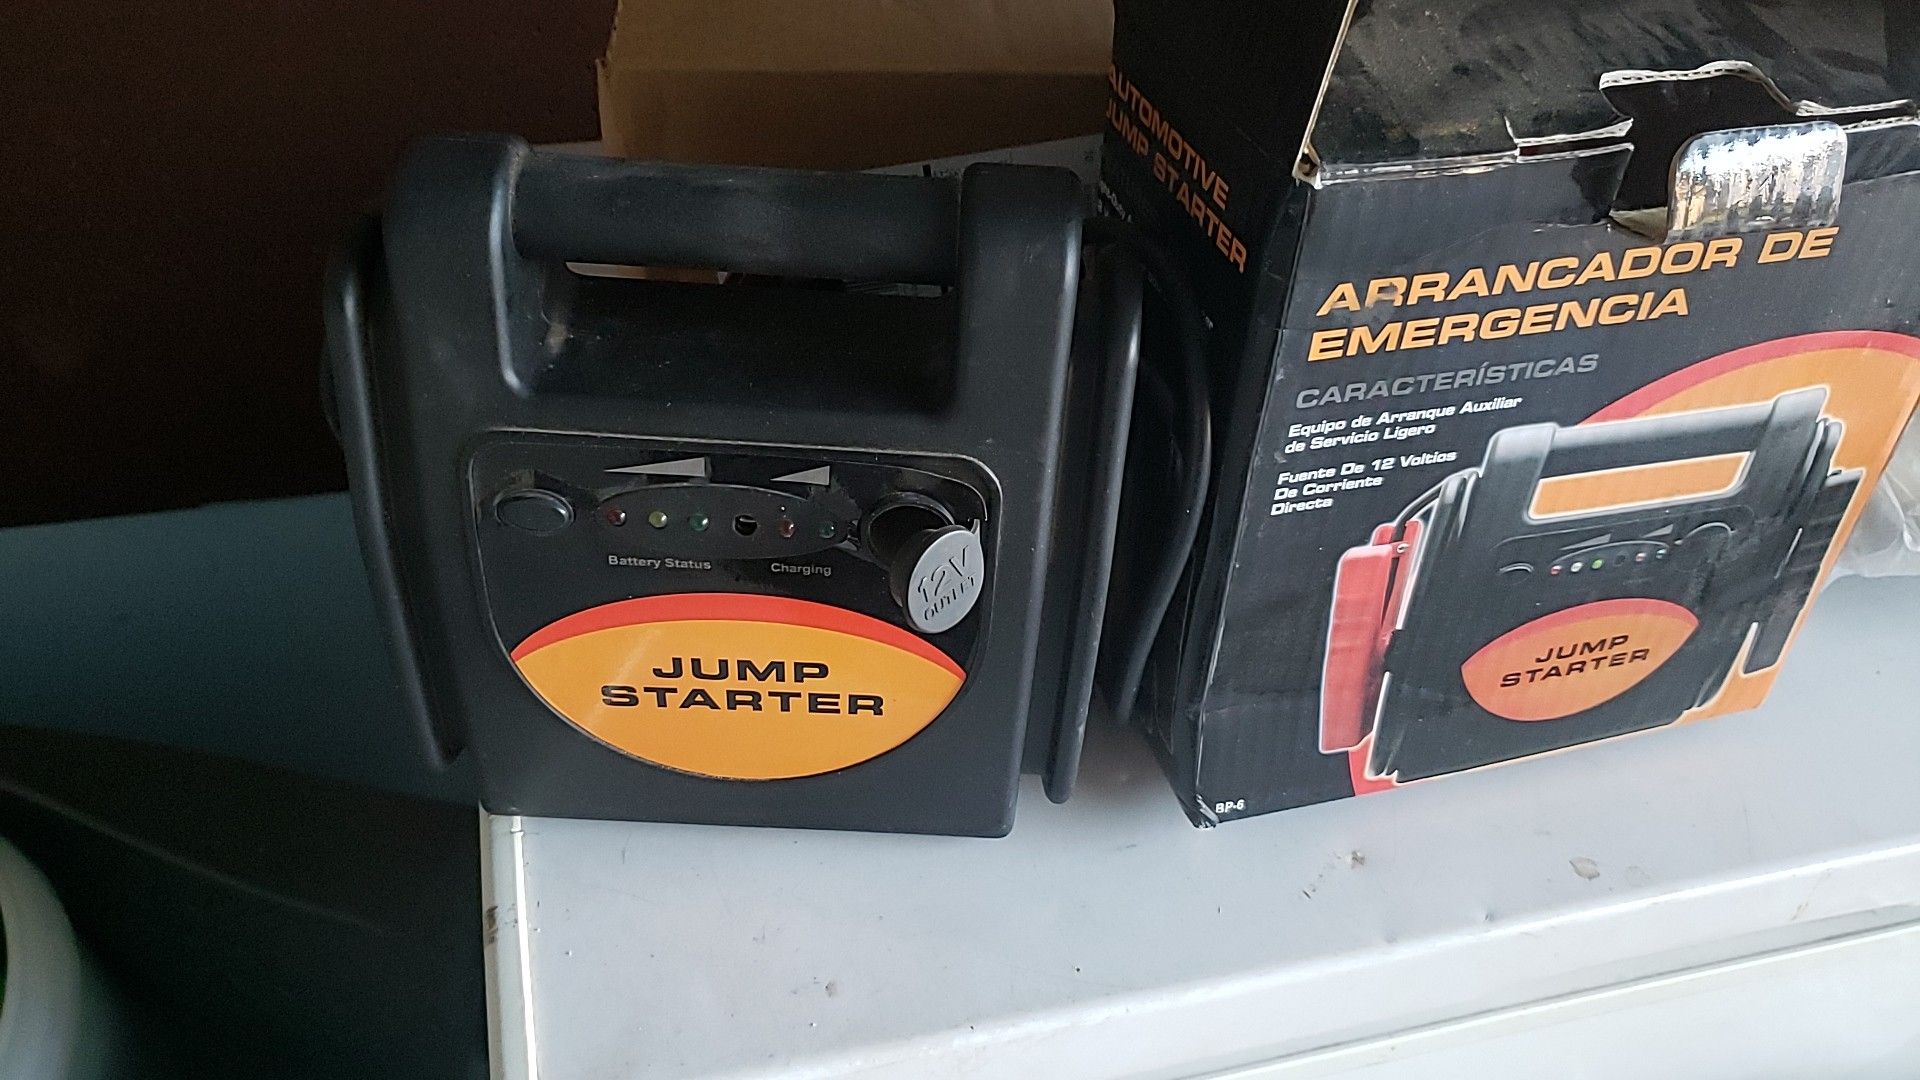 Battery Status
Charging
12V
OUTLET
JUMP
STARTER
AUTOMOTIVE
JUMP STARTER
ARRANCADOR DE
EMERGENCIA
CARACTERÍSTICAS
Equipo de Arranque Auxiliar
de Servicio Ligero
Fuente De 12 Voltios
De Corriente
Directa
JUMP
STARTER
BP-6